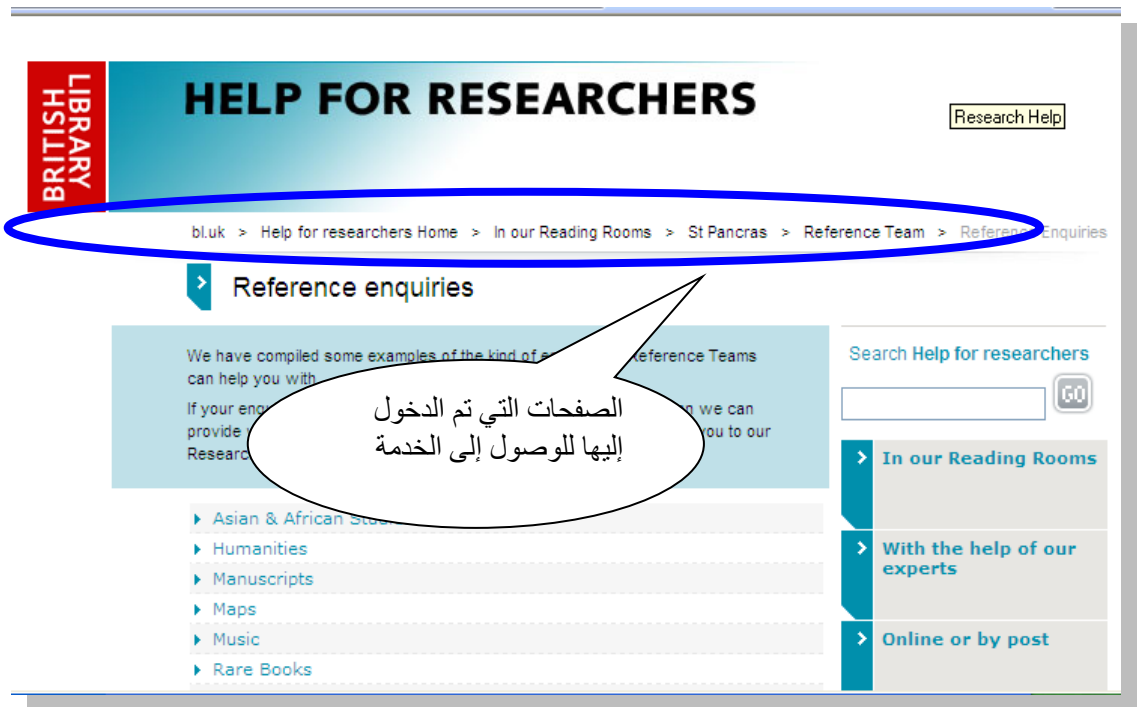 LIBRARY
BRITISH
HELP FOR RESEARCHERS
Research Help
bl.uk > Help for researchers Home > In our Reading Rooms > St Pancras > Reference Team > Reference Enquiries
Reference enquiries
We have compiled some examples of the kind of Reference Teams
can help you with
If your we can
provide you to our
Search Help for researchers
GO
الصفحات التي تم الدخول
إليها للوصول إلى الخدمة
Asian & African
Humanities
Manuscripts
Maps
Music
Rare Books
In our Reading Rooms
With the help of our
experts
Online or by post